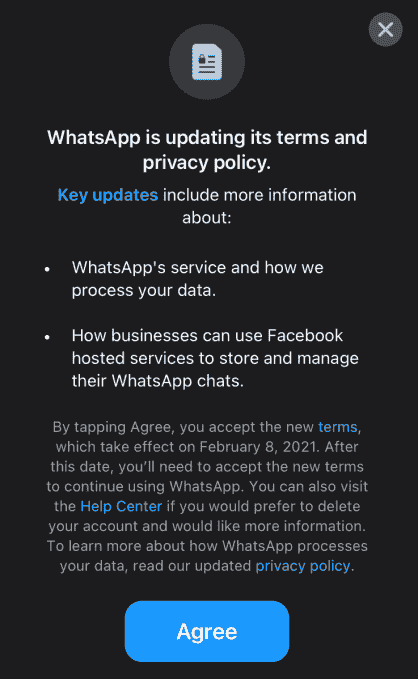 WhatsApp is updating its terms and
privacy policy.
Key updates include more information
about:
• WhatsApp's service and how we
process your data.
• How businesses can use Facebook
hosted services to store and manage
their WhatsApp chats.
By tapping Agree, you accept the new terms,
which take effect on February 8, 2021. After
this date, you'll need to accept the new terms
to continue using WhatsApp. You can also visit
the Help Center if you would prefer to delete
your account and would like more information.
To learn more about how WhatsApp processes
your data, read our updated privacy policy.
Agree